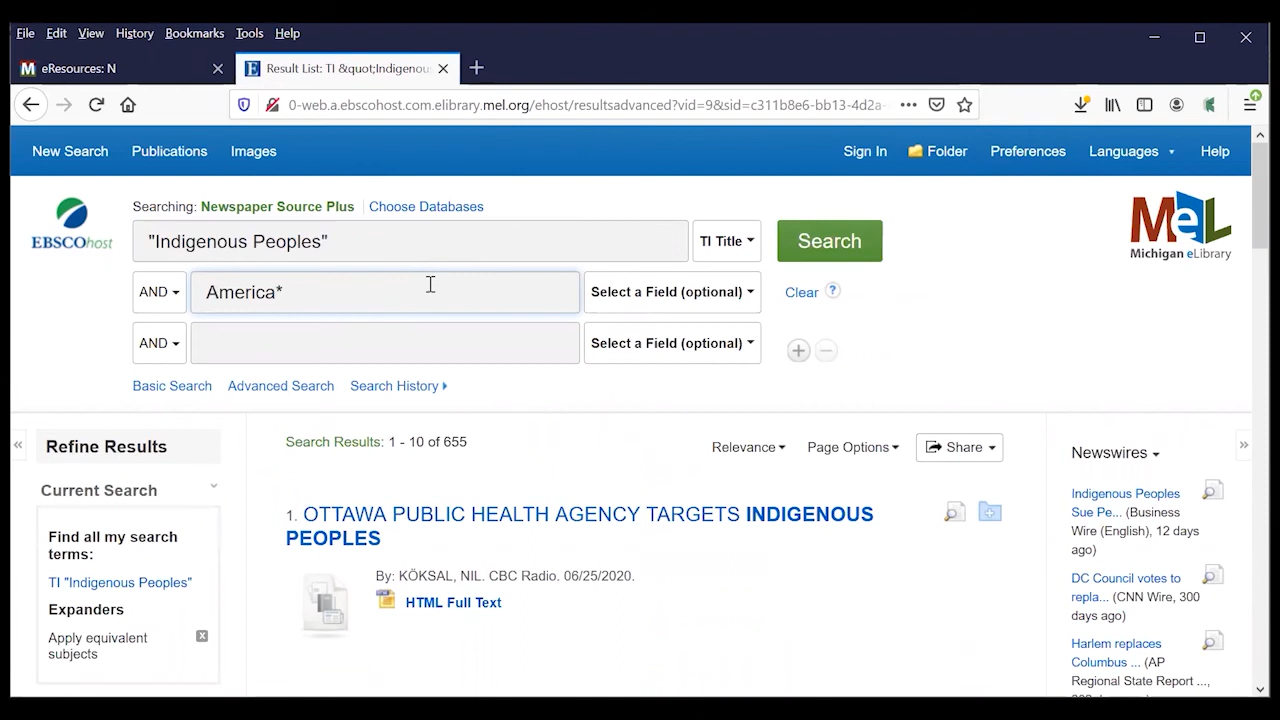 File Edit View History Bookmarks Tools Help
eResources: N
Result List: TI &quot;Indigenou
0-web.a.ebscohost.com.elibrary.mel.org/ehost/resultsadvanced?vid=9&sid=c311b8e6-bb13-4d2a-
New Search Publications Images Sign In Folder Preferences Languages Help
Searching: Newspaper Source Plus Choose Databases
EBSCOhost
"Indigenous Peoples" TI Title Search
MeL
Michigan eLibrary
AND America* Select a Field (optional) Clear ?
AND Select a Field (optional)
Basic Search Advanced Search Search History
Refine Results
Current Search
Find all my search
terms:
TI "Indigenous Peoples"
Expanders
Apply equivalent
subjects
Search Results: 1 - 10 of 655
Relevance Page Options Share
1. OTTAWA PUBLIC HEALTH AGENCY TARGETS INDIGENOUS
PEOPLES
By: KÖKSAL, NIL. CBC Radio. 06/25/2020.
HTML Full Text
Newswires
Indigenous Peoples
Sue Pe... (Business
Wire (English), 12 days
ago)
DC Council votes to
repla... (CNN Wire, 300
days ago)
Harlem replaces
Columbus ... (AP
Regional State Report ...,